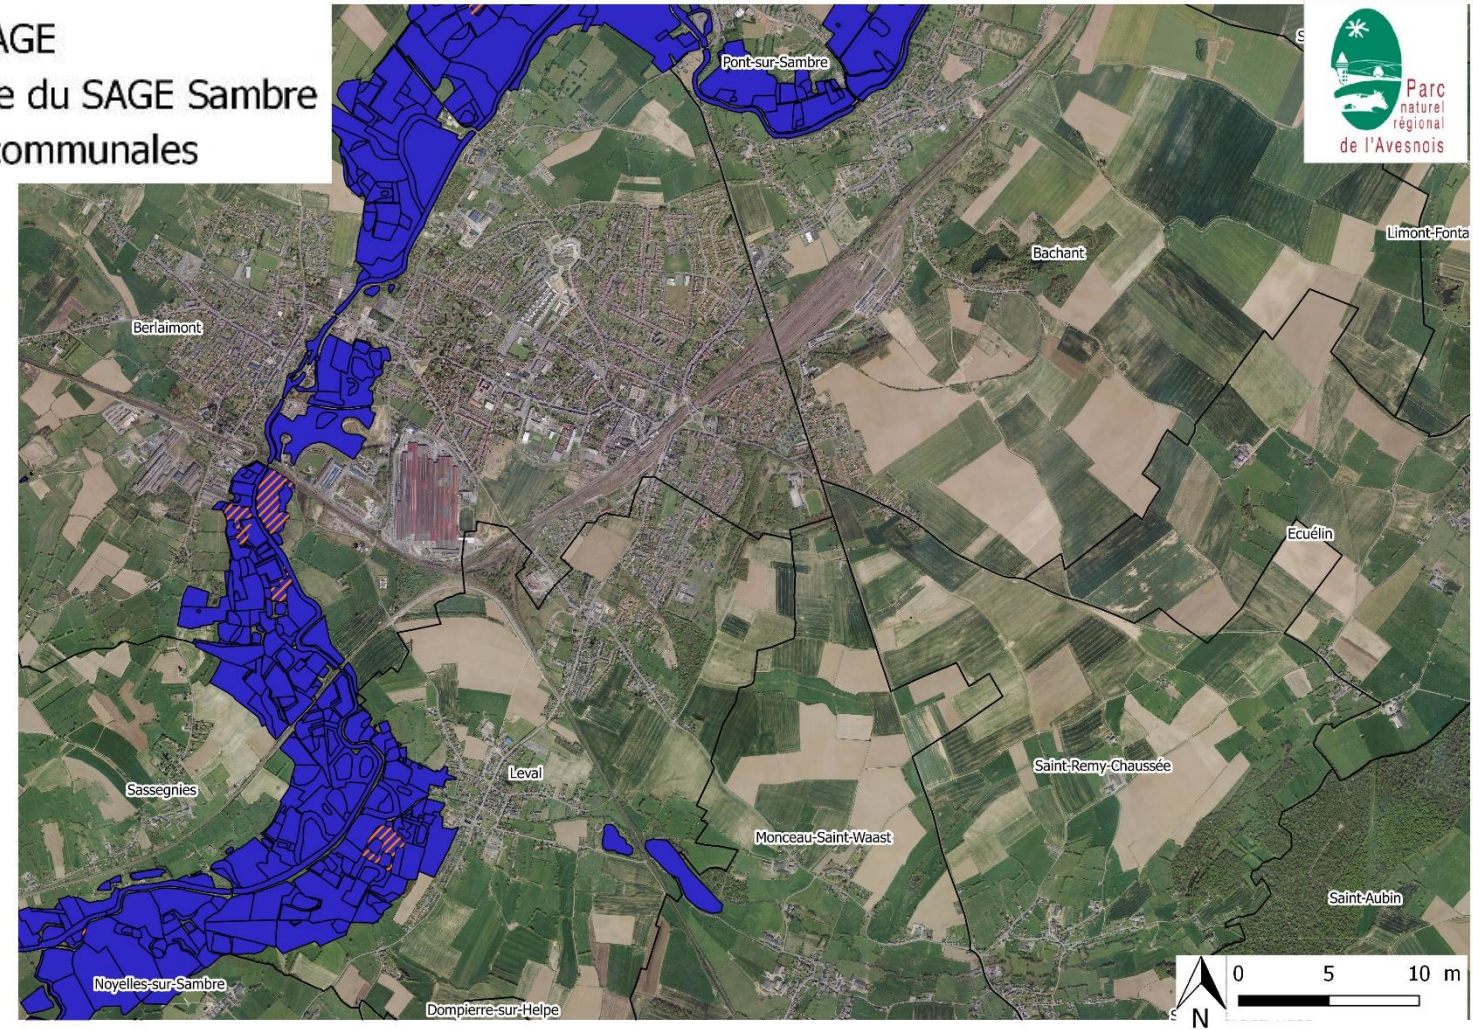 AGE
e du SAGE Sambre
communales
Pont-sur-Sambre
Parc
naturel
régional
de l'Avesnois
Limont-Fonta
Bachant
Berlaimont
Ecuélin
Leval
Saint-Remy-Chaussée
Sassegnies
Monceau-Saint-Waast
Saint-Aubin
Noyelles-sur-Sambre
Dompierre-sur-Helpe
0 5 10 m
N